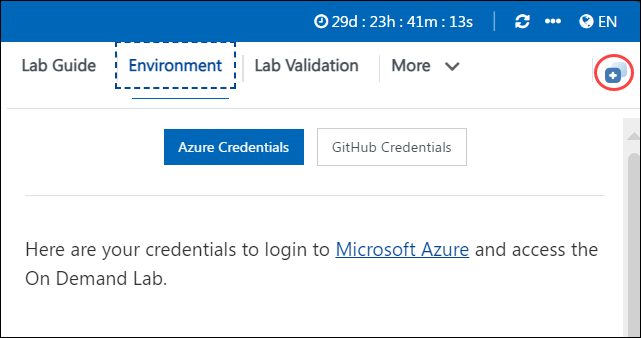 29d : 23h : 41m : 13s EN
Lab Guide Environment Lab Validation More
Azure Credentials GitHub Credentials
Here are your credentials to login to Microsoft Azure and access the
On Demand Lab.